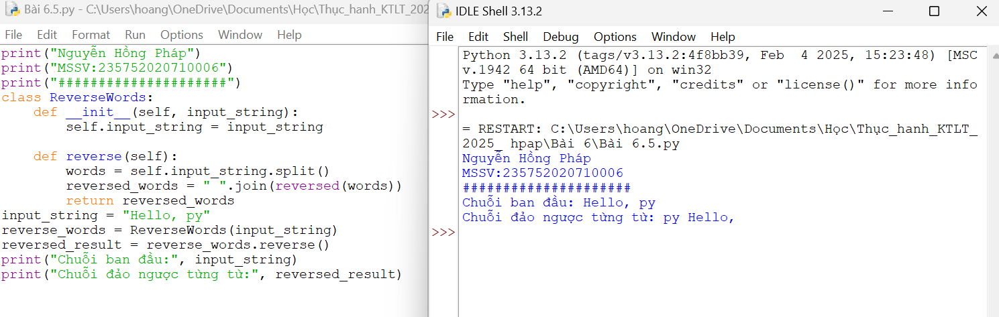 Bài 6.5.py - C:\Users\hoang\OneDrive\Documents\Học\Thục_hanh_KTLT_202
File Edit Format Run Options Window Help
print("Nguyễn Hồng Pháp")
print("MSSV:235752020710006")
print("#####################")
class ReverseWords:
    def __init__(self, input_string):
        self.input_string = input_string
    def reverse(self):
        words = self.input_string.split()
        reversed_words = " ".join(reversed(words))
        return reversed_words
input_string = "Hello, py"
reverse_words = ReverseWords(input_string)
reversed_result = reverse_words.reverse()
print("Chuỗi ban đầu:", input_string)
print("Chuỗi đảo ngược từng từ:", reversed_result)
IDLE Shell 3.13.2
File Edit Shell Debug Options Window Help
Python 3.13.2 (tags/v3.13.2:4f8bb39, Feb  4 2025, 15:23:48) [MSC
v.1942 64 bit (AMD64)] on win32
Type "help", "copyright", "credits" or "license()" for more info
rmation.
>>>
= RESTART: C:\Users\hoang\OneDrive\Documents\Học\Thục_hanh_KTLT_
2025_ hpap\Bài 6\Bài 6.5.py
Nguyễn Hồng Pháp
MSSV:235752020710006
#####################
Chuỗi ban đầu: Hello, py
Chuỗi đảo ngược từng từ: py Hello,
>>>